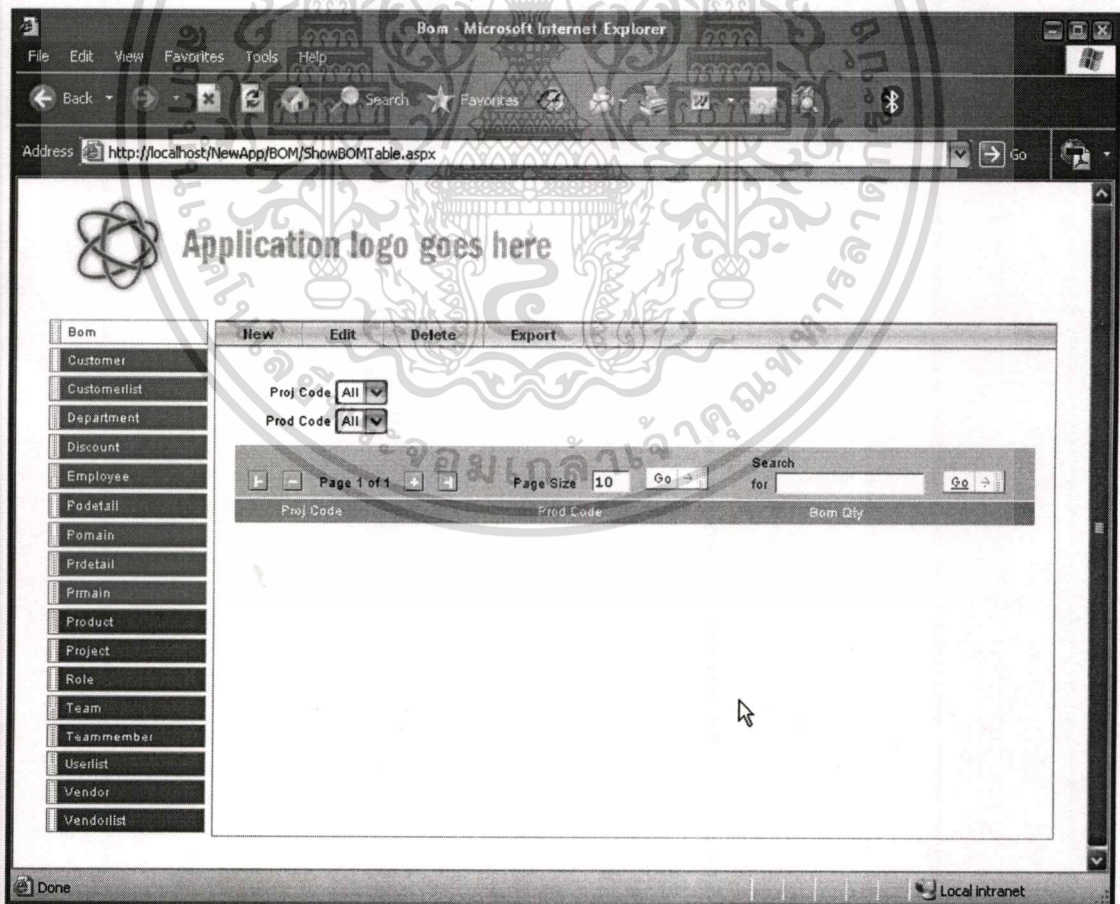 Bom - Microsoft Internet Explorer
File Edit View Favorites Tools Help
Back Search Favorites
Address http://localhost/NewApp/BOM/ShowBOMTable.aspx Go
Application logo goes here
Bom
Customer
Customerlist
Department
Discount
Employee
Podetail
Pomain
Prdetail
Prmain
Product
Project
Role
Team
Teammember
Userlist
Vendor
Vendorlist
New Edit Delete Export
Proj Code All
Prod Code All
Page 1 of 1 Page Size 10 Go Search for Go
Proj Code Prod Code Bom Qty
Done Local intranet